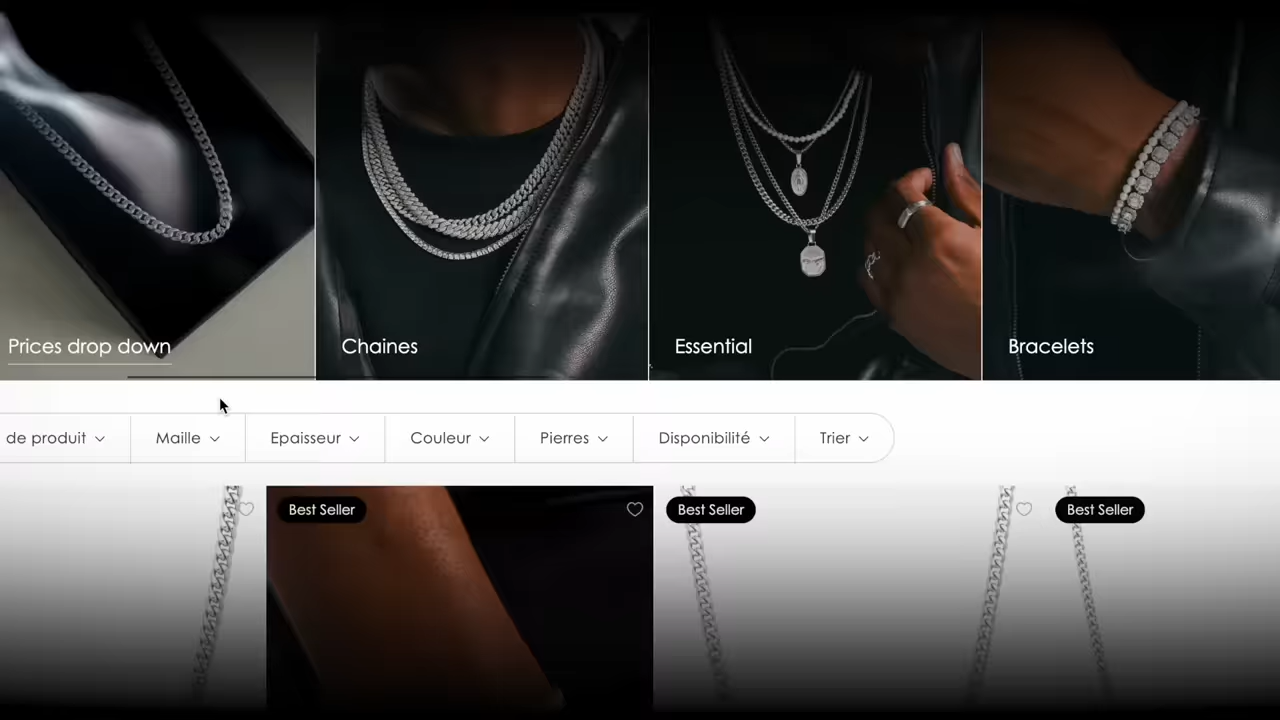 Prices drop down
Chaines
Essential
Bracelets
de produit
Maille
Epaisseur
Couleur
Pierres
Disponibilité
Trier
Best Seller
Best Seller
Best Seller